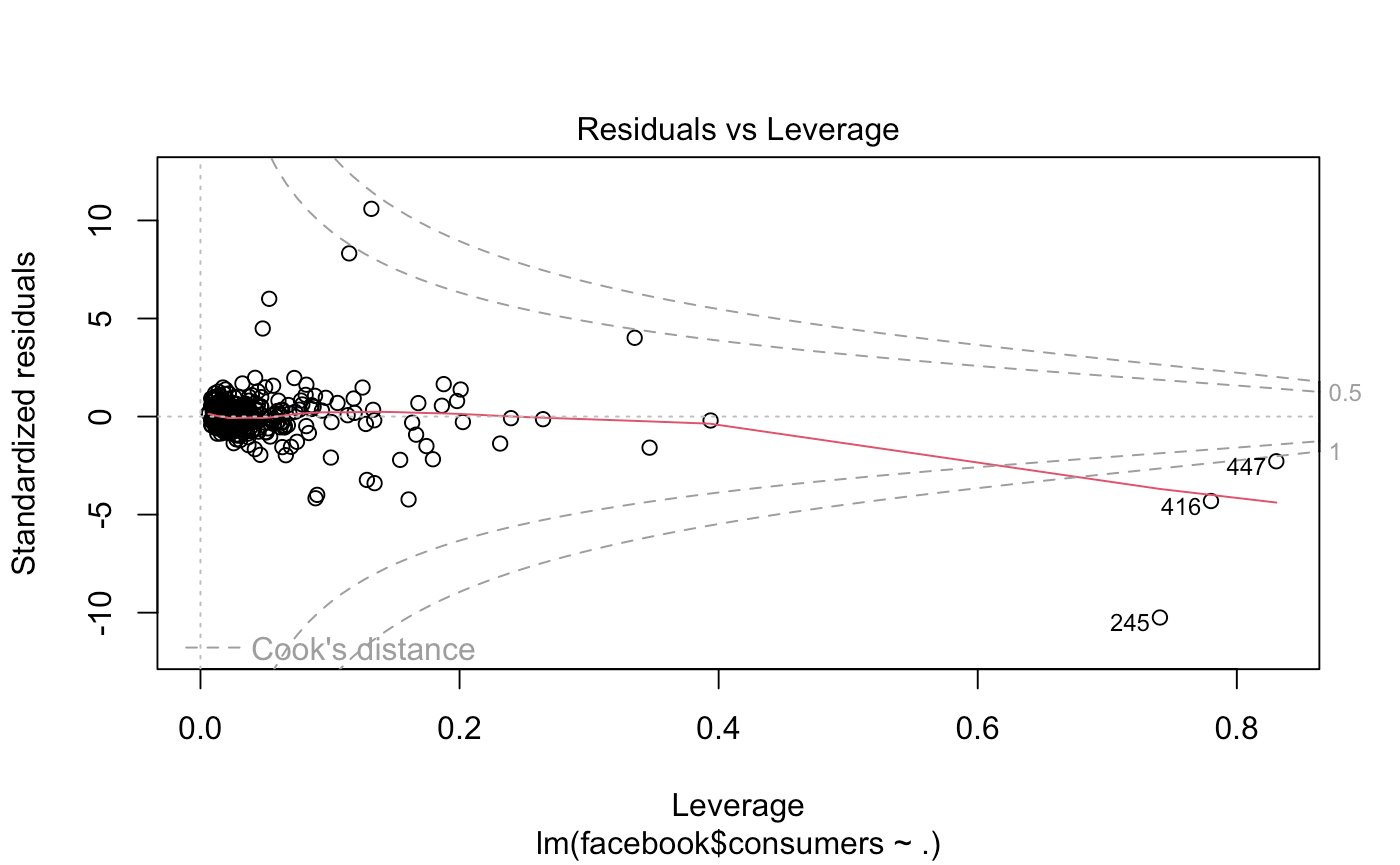 Residuals vs Leverage
Standardized residuals
10
5
0
-5
-10
0.5
1
447
416
245
Cook's distance
0.0 0.2 0.4 0.6 0.8
Leverage
lm(facebook$consumers ~ .)